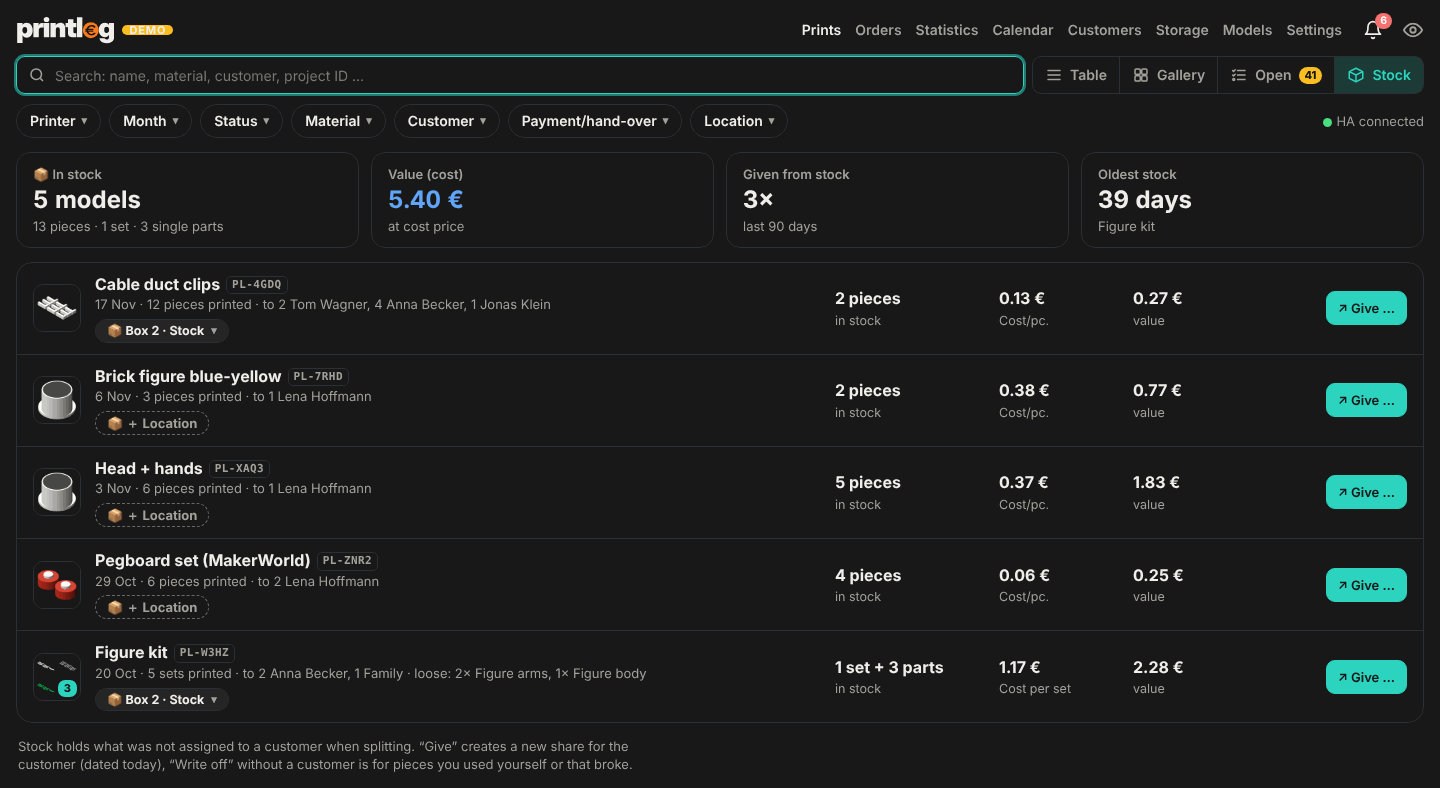 printlog DEMO
Prints Orders Statistics Calendar Customers Storage Models Settings 6
Search: name, material, customer, project ID ...
Table Gallery Open 41 Stock
Printer ▾ Month ▾ Status ▾ Material ▾ Customer ▾ Payment/hand-over ▾ Location ▾
HA connected
📦 In stock
5 models
13 pieces · 1 set · 3 single parts
Value (cost)
5.40 €
at cost price
Given from stock
3×
last 90 days
Oldest stock
39 days
Figure kit
Cable duct clips PL-4GDQ
17 Nov · 12 pieces printed · to 2 Tom Wagner, 4 Anna Becker, 1 Jonas Klein
📦 Box 2 · Stock ▾
2 pieces
in stock
0.13 €
Cost/pc.
0.27 €
value
↗ Give ...
Brick figure blue-yellow PL-7RHD
6 Nov · 3 pieces printed · to 1 Lena Hoffmann
📦 + Location
2 pieces
in stock
0.38 €
Cost/pc.
0.77 €
value
↗ Give ...
Head + hands PL-XAQ3
3 Nov · 6 pieces printed · to 1 Lena Hoffmann
📦 + Location
5 pieces
in stock
0.37 €
Cost/pc.
1.83 €
value
↗ Give ...
Pegboard set (MakerWorld) PL-ZNR2
29 Oct · 6 pieces printed · to 2 Lena Hoffmann
📦 + Location
4 pieces
in stock
0.06 €
Cost/pc.
0.25 €
value
↗ Give ...
3
Figure kit PL-W3HZ
20 Oct · 5 sets printed · to 2 Anna Becker, 1 Family · loose: 2× Figure arms, 1× Figure body
📦 Box 2 · Stock ▾
1 set + 3 parts
in stock
1.17 €
Cost per set
2.28 €
value
↗ Give ...
Stock holds what was not assigned to a customer when splitting. “Give” creates a new share for the
customer (dated today), “Write off” without a customer is for pieces you used yourself or that broke.